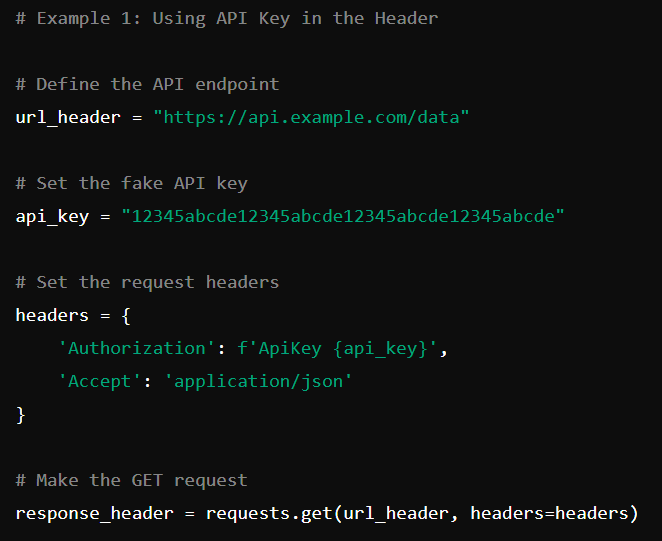 # Example 1: Using API Key in the Header
# Define the API endpoint
url_header = "https://api.example.com/data"
# Set the fake API key
api_key = "12345abcde12345abcde12345abcde12345abcde"
# Set the request headers
headers = {
    'Authorization': f'ApiKey {api_key}',
    'Accept': 'application/json'
}
# Make the GET request
response_header = requests.get(url_header, headers=headers)